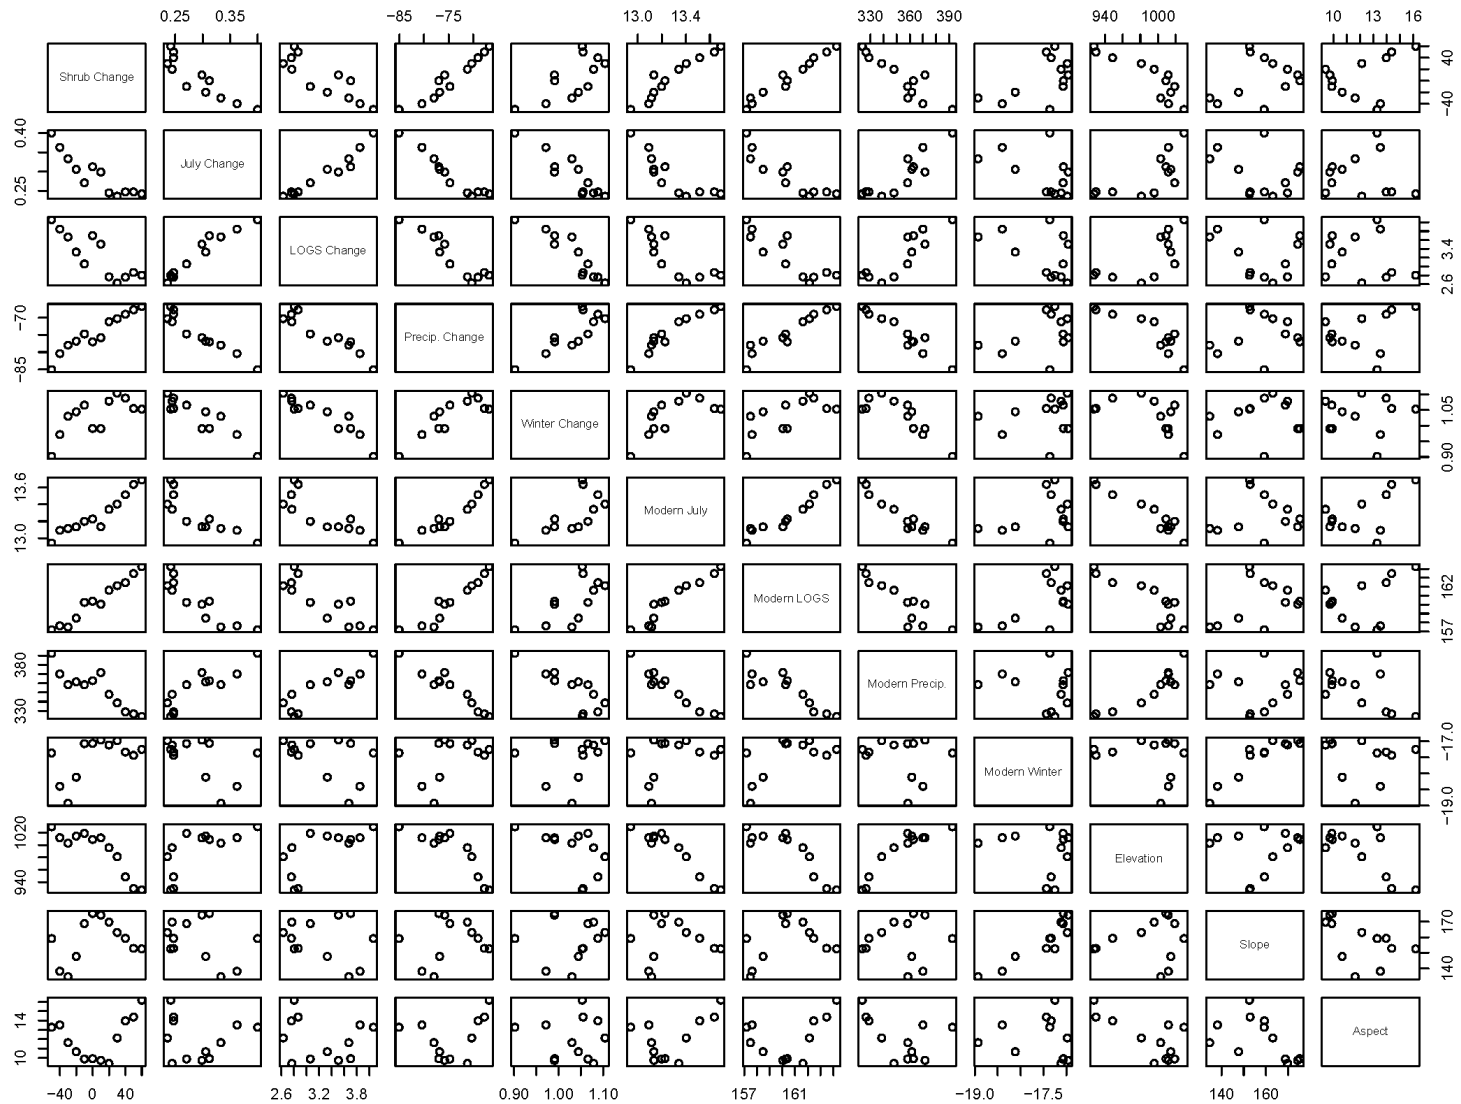 0.25 0.35 −85 −75 13.0 13.4 330 360 390 940 1000 10 13 16
Shrub Change
−40 40
0.25 0.40
July Change
LOGS Change
2.6 3.4
−85 −70
Precip. Change
Winter Change
0.90 1.05
13.0 13.6
Modern July
Modern LOGS
157 162
330 380
Modern Precip.
Modern Winter
−19.0 −17.0
940 1020
Elevation
Slope
140 170
10 14
Aspect
−40 0 40 2.6 3.2 3.8 0.90 1.00 1.10 157 161 −19.0 −17.5 140 160